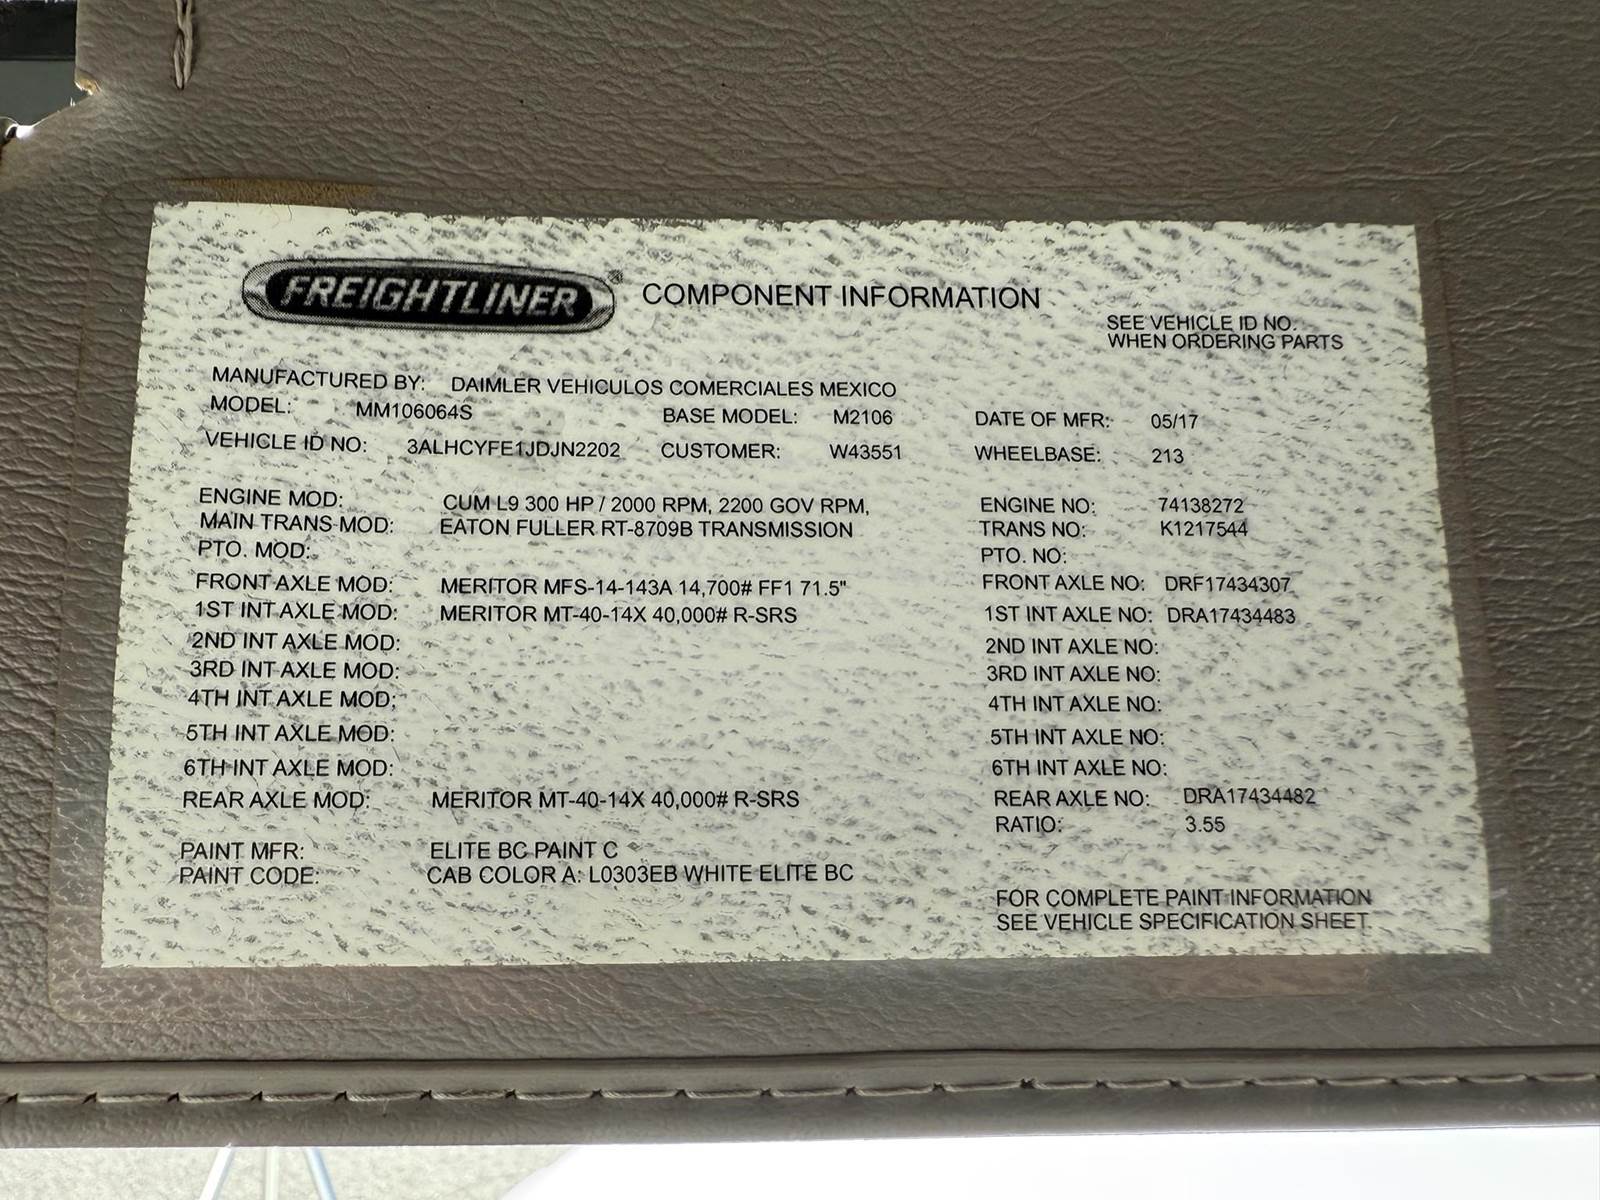 FREIGHTLINER® COMPONENT INFORMATION
SEE VEHICLE ID NO.
WHEN ORDERING PARTS
MANUFACTURED BY: DAIMLER VEHICULOS COMERCIALES MEXICO
MODEL: MM106064S BASE MODEL: M2106 DATE OF MFR: 05/17
VEHICLE ID NO: 3ALHCYFE1JDJN2202 CUSTOMER: W43551 WHEELBASE: 213
ENGINE MOD: CUM L9 300 HP / 2000 RPM, 2200 GOV RPM, ENGINE NO: 74138272
MAIN TRANS MOD: EATON FULLER RT-8709B TRANSMISSION TRANS NO: K1217544
PTO. MOD: PTO. NO:
FRONT AXLE MOD: MERITOR MFS-14-143A 14,700# FF1 71.5" FRONT AXLE NO: DRF17434307
1ST INT AXLE MOD: MERITOR MT-40-14X 40,000# R-SRS 1ST INT AXLE NO: DRA17434483
2ND INT AXLE MOD: 2ND INT AXLE NO:
3RD INT AXLE MOD: 3RD INT AXLE NO:
4TH INT AXLE MOD: 4TH INT AXLE NO:
5TH INT AXLE MOD: 5TH INT AXLE NO:
6TH INT AXLE MOD: 6TH INT AXLE NO:
REAR AXLE MOD: MERITOR MT-40-14X 40,000# R-SRS REAR AXLE NO: DRA17434482
RATIO: 3.55
PAINT MFR: ELITE BC PAINT C
PAINT CODE: CAB COLOR A: L0303EB WHITE ELITE BC
FOR COMPLETE PAINT INFORMATION
SEE VEHICLE SPECIFICATION SHEET.